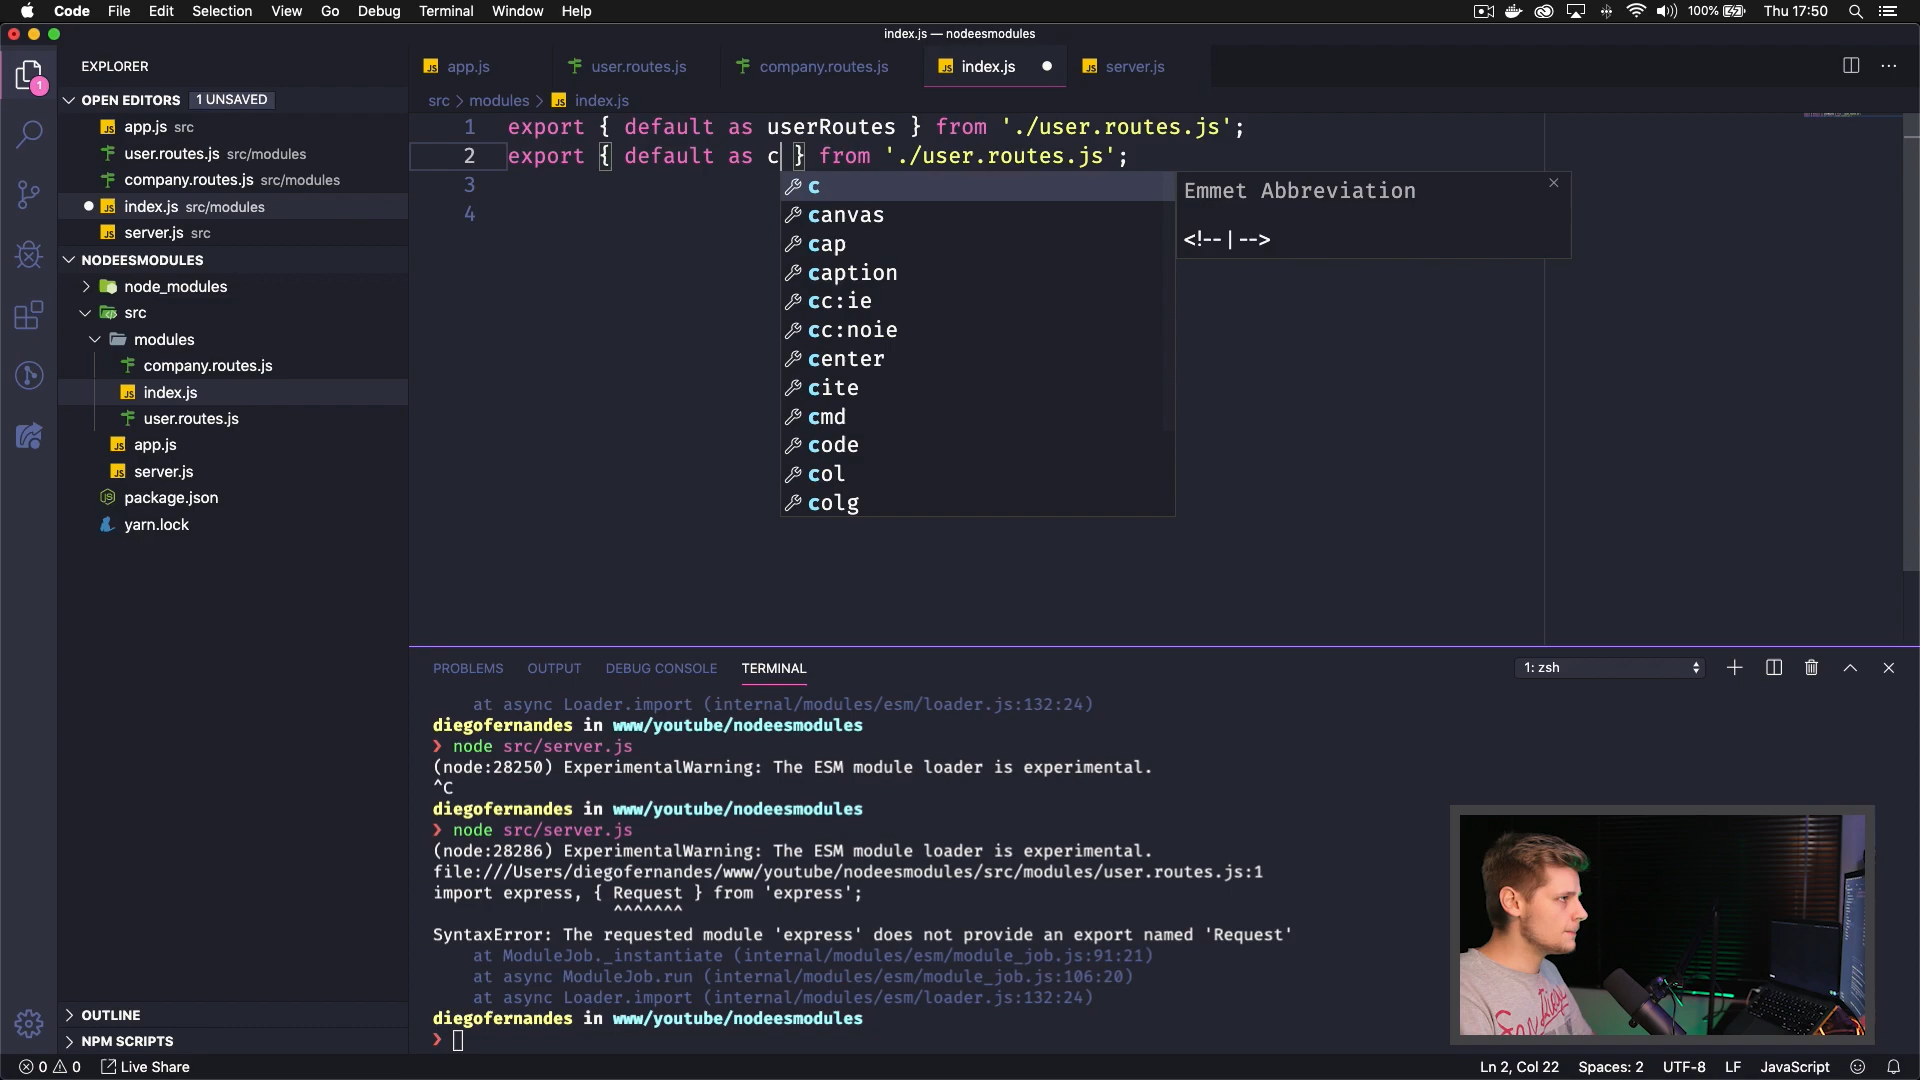 Code File Edit Selection View Go Debug Terminal Window Help
100% Thu 17:50
index.js — nodeesmodules
1
EXPLORER
OPEN EDITORS 1 UNSAVED
JS app.js src
user.routes.js src/modules
company.routes.js src/modules
JS index.js src/modules
JS server.js src
NODEESMODULES
node_modules
src
modules
company.routes.js
JS index.js
user.routes.js
JS app.js
JS server.js
package.json
yarn.lock
OUTLINE
NPM SCRIPTS
JS app.js user.routes.js company.routes.js JS index.js JS server.js
src > modules > JS index.js
1 export { default as userRoutes } from './user.routes.js';
2 export { default as c } from './user.routes.js';
3
4
c
canvas
cap
caption
cc:ie
cc:noie
center
cite
cmd
code
col
colg
Emmet Abbreviation
<!--|-->
PROBLEMS OUTPUT DEBUG CONSOLE TERMINAL 1: zsh
at async Loader.import (internal/modules/esm/loader.js:132:24)
diegofernandes in www/youtube/nodeesmodules
❯ node src/server.js
(node:28250) ExperimentalWarning: The ESM module loader is experimental.
^C
diegofernandes in www/youtube/nodeesmodules
❯ node src/server.js
(node:28286) ExperimentalWarning: The ESM module loader is experimental.
file:///Users/diegofernandes/www/youtube/nodeesmodules/src/modules/user.routes.js:1
import express, { Request } from 'express';
^^^^^^^
SyntaxError: The requested module 'express' does not provide an export named 'Request'
at ModuleJob._instantiate (internal/modules/esm/module_job.js:91:21)
at async ModuleJob.run (internal/modules/esm/module_job.js:106:20)
at async Loader.import (internal/modules/esm/loader.js:132:24)
diegofernandes in www/youtube/nodeesmodules
❯
0 0 Live Share
Ln 2, Col 22 Spaces: 2 UTF-8 LF JavaScript